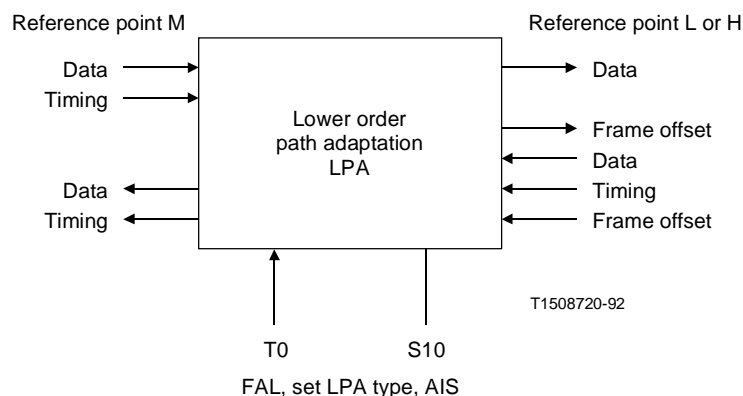 Reference point M
Reference point L or H
Data
Timing
Data
Timing
Lower order
path adaptation
LPA
Data
Frame offset
Data
Timing
Frame offset
T1508720-92
T0
S10
FAL, set LPA type, AIS